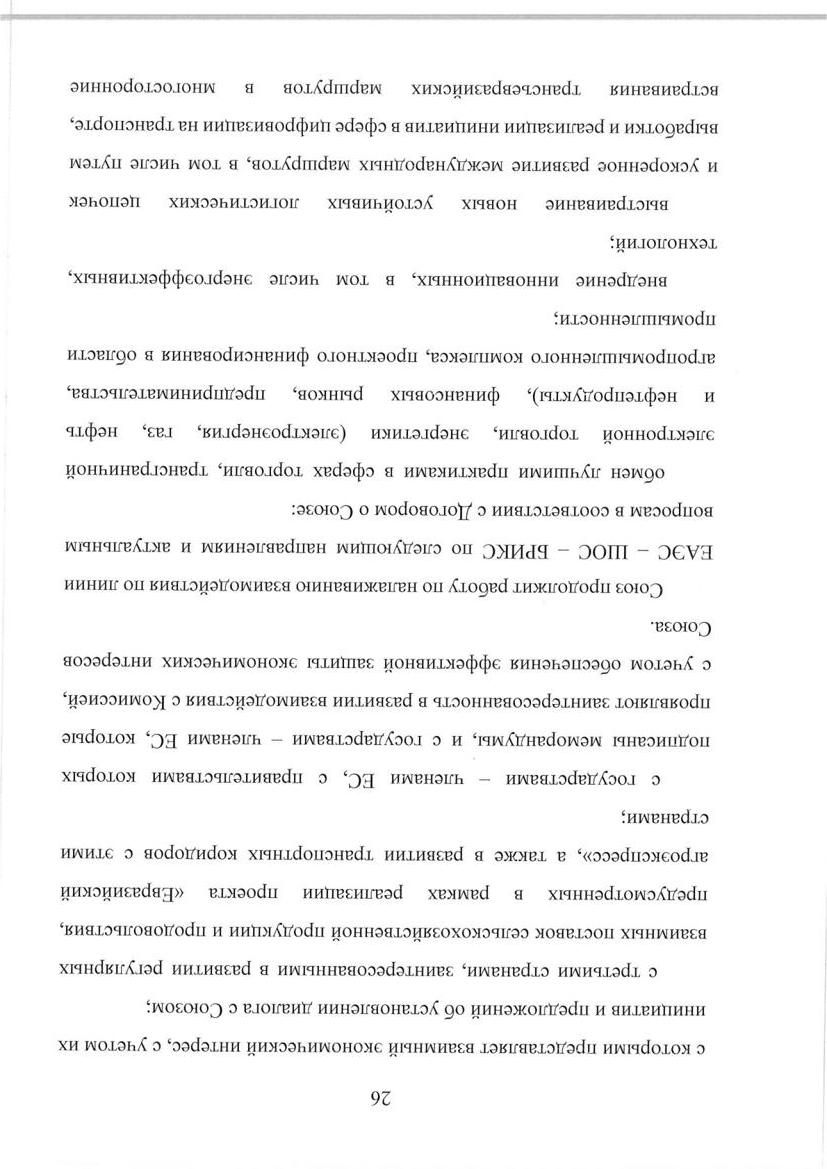 26
с которыми представляет взаимный экономический интерес, с учетом их
инициатив и предложений об установлении диалога с Союзом;
с третьими странами, заинтересованными в развитии регулярных
взаимных поставок сельскохозяйственной продукции и продовольствия,
предусмотренных в рамках реализации проекта «Евразийский
агроэкспресс», а также в развитии транспортных коридоров с этими
странами;
с государствами – членами ЕС, с правительствами которых
подписаны меморандумы, и с государствами – членами ЕС, которые
проявляют заинтересованность в развитии взаимодействия с Комиссией,
с учетом обеспечения эффективной защиты экономических интересов
Союза.
Союз продолжит работу по налаживанию взаимодействия по линии
ЕАЭС – ШОС – БРИКС по следующим направлениям и актуальным
вопросам в соответствии с Договором о Союзе:
обмен лучшими практиками в сферах торговли, трансграничной
электронной торговли, энергетики (электроэнергия, газ, нефть
и нефтепродукты), финансовых рынков, предпринимательства,
агропромышленного комплекса, проектного финансирования в области
промышленности;
внедрение инновационных, в том числе энергоэффективных,
технологий;
выстраивание новых устойчивых логистических цепочек
и ускоренное развитие международных маршрутов, в том числе путем
выработки и реализации инициатив в сфере цифровизации на транспорте,
встраивания трансъевразийских маршрутов в многосторонние